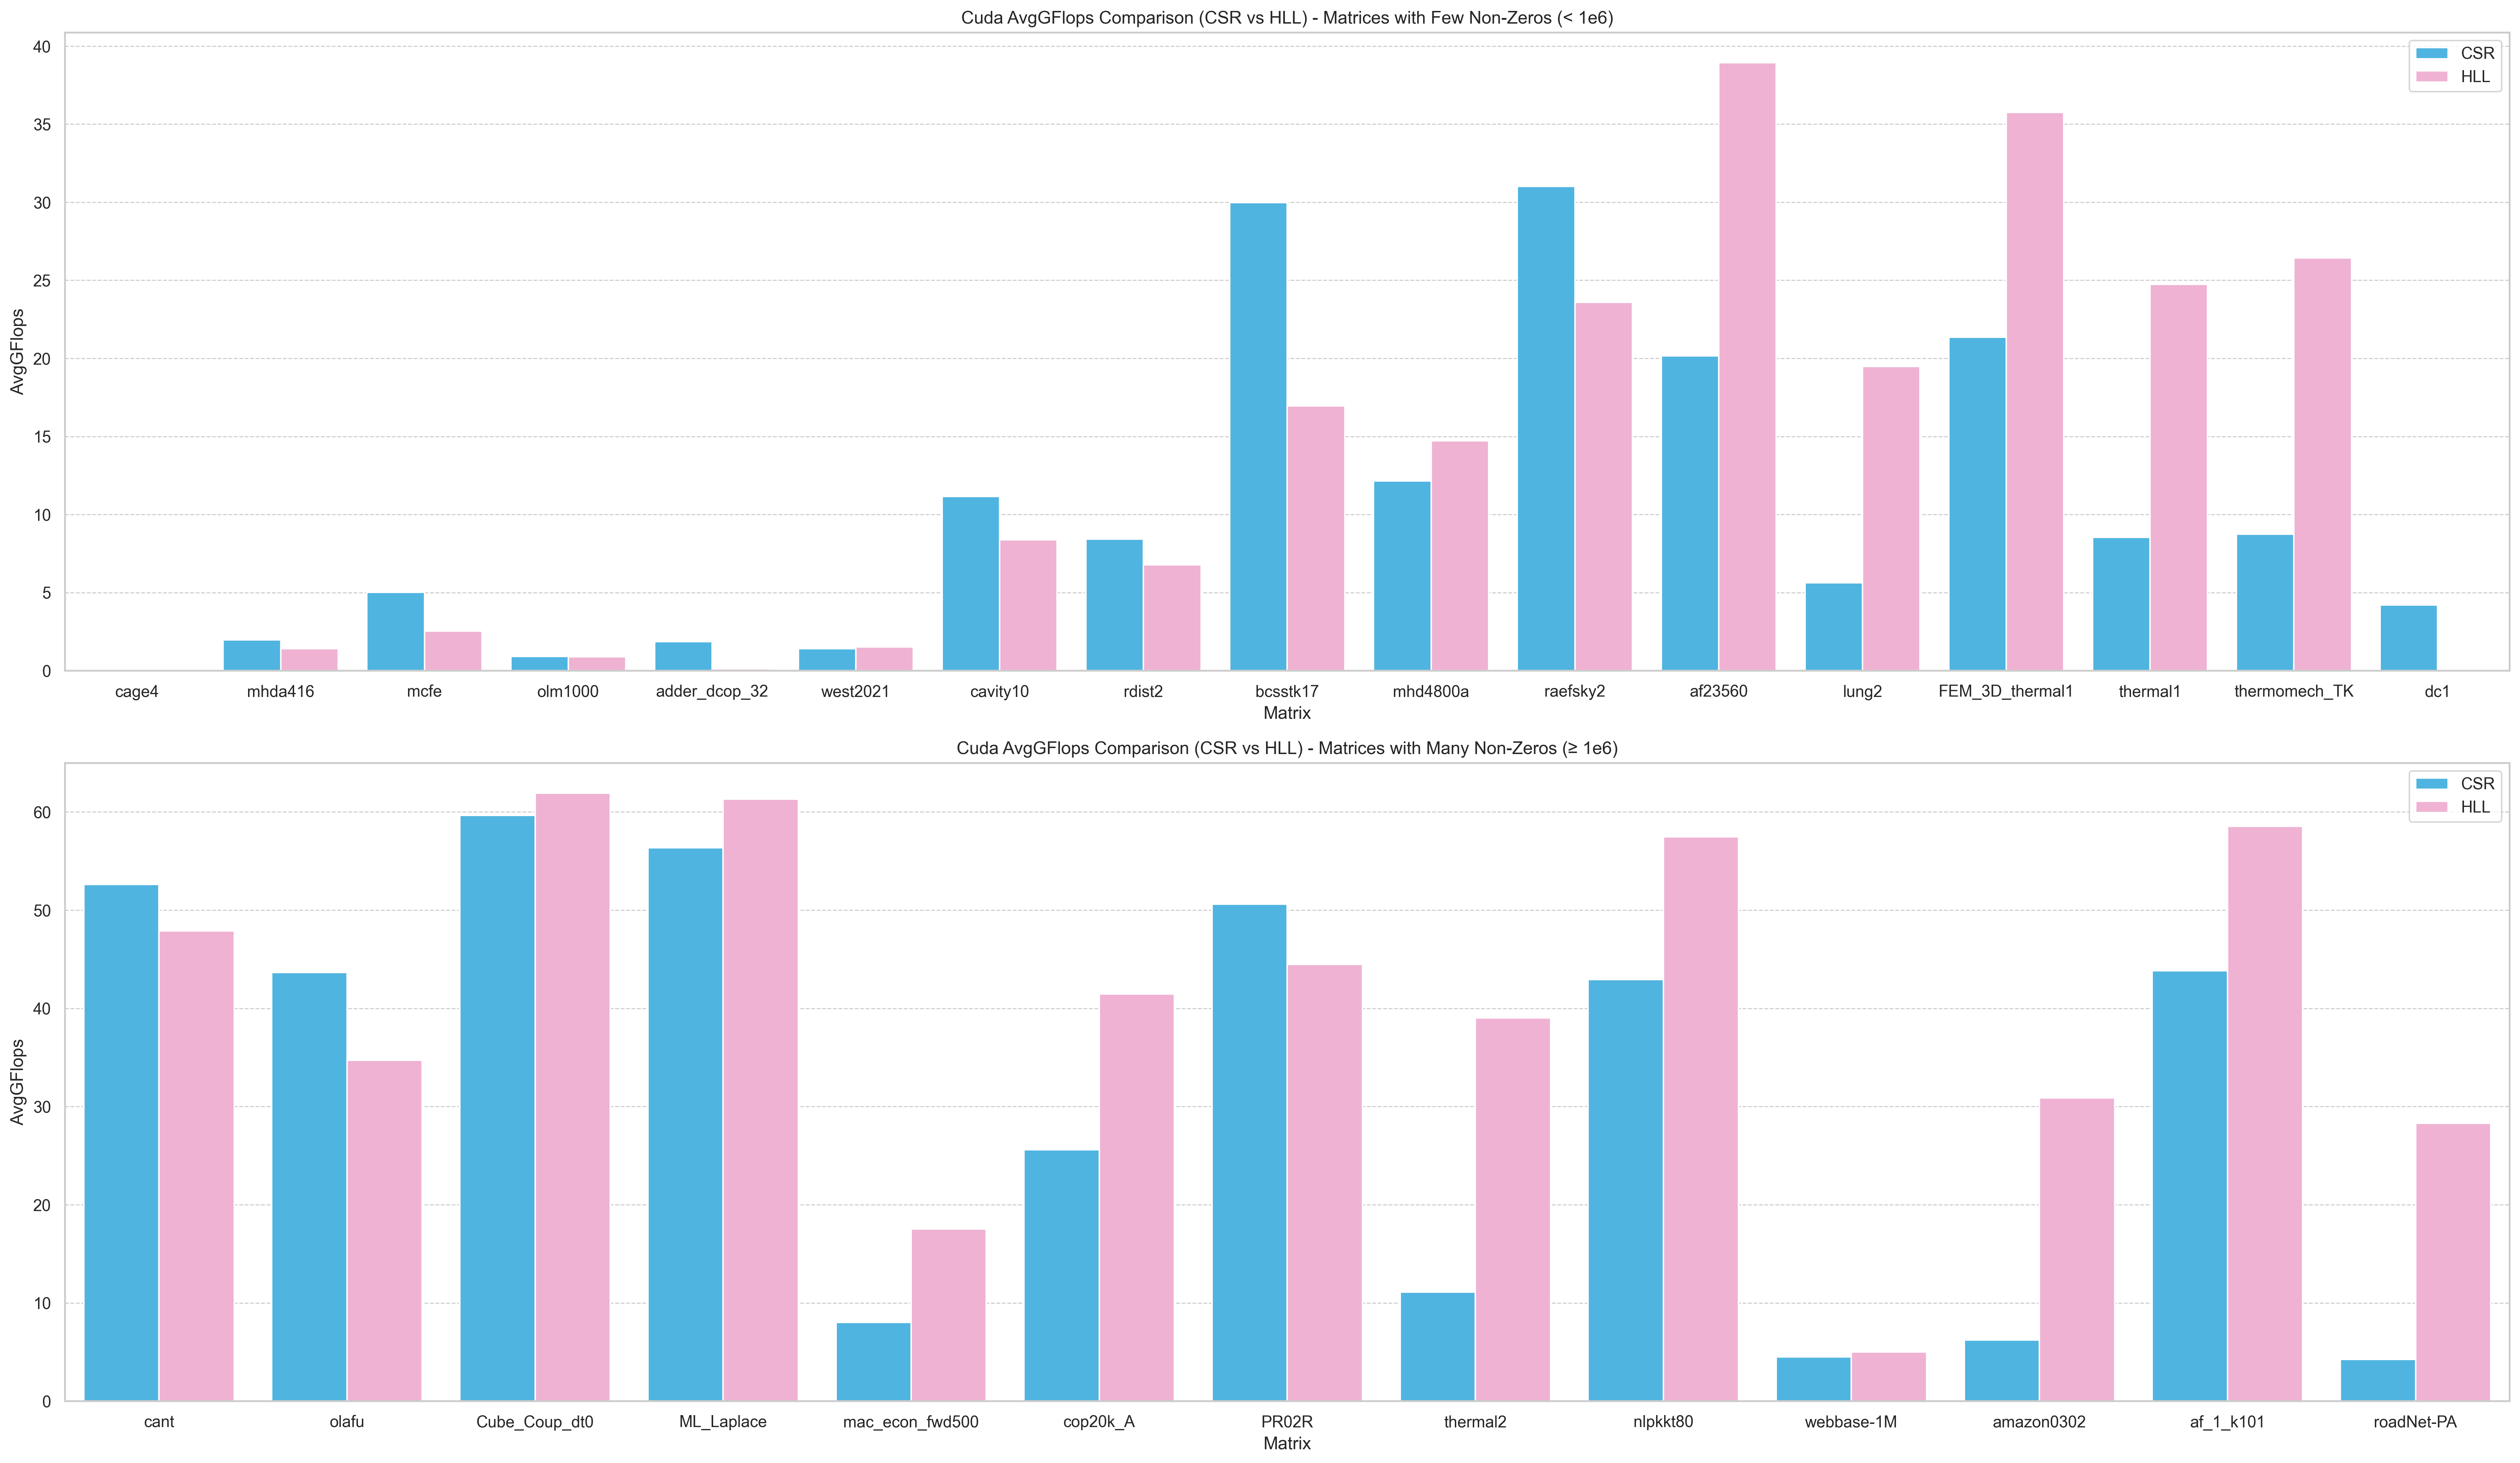 Cuda AvgGFlops Comparison (CSR vs HLL) - Matrices with Few Non-Zeros (< 1e6)
CSR
HLL
AvgGFlops
40
35
30
25
20
15
10
5
0
cage4 mhda416 mcfe olm1000 adder_dcop_32 west2021 cavity10 rdist2 bcsstk17 mhd4800a raefsky2 af23560 lung2 FEM_3D_thermal1 thermal1 thermomech_TK dc1
Matrix
Cuda AvgGFlops Comparison (CSR vs HLL) - Matrices with Many Non-Zeros (≥ 1e6)
CSR
HLL
AvgGFlops
60
50
40
30
20
10
0
cant olafu Cube_Coup_dt0 ML_Laplace mac_econ_fwd500 cop20k_A PR02R thermal2 nlpkkt80 webbase-1M amazon0302 af_1_k101 roadNet-PA
Matrix